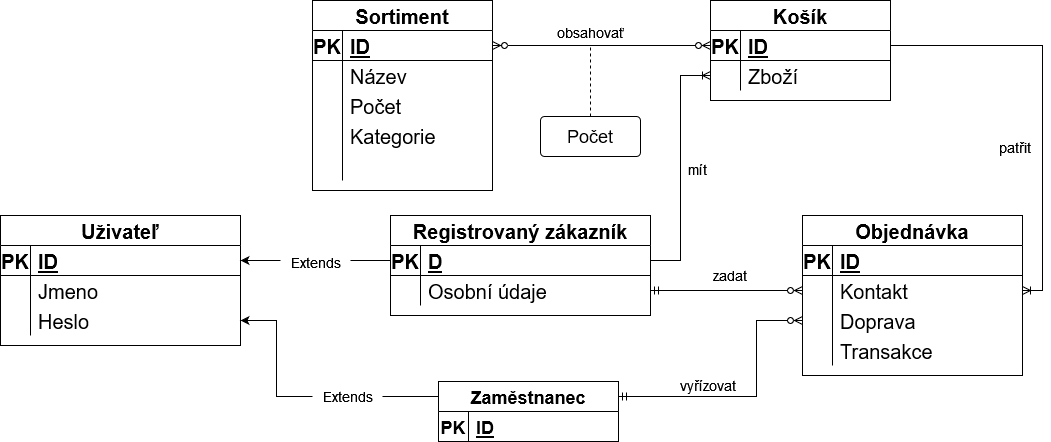 Sortiment
PK ID
Název
Počet
Kategorie
obsahovať
Počet
Košík
PK ID
Zboží
mít
patřit
Uživateľ
PK ID
Jmeno
Heslo
Extends
Registrovaný zákazník
PK D
Osobní údaje
zadat
Objednávka
PK ID
Kontakt
Doprava
Transakce
Extends
Zaměstnanec
PK ID
vyřízovat